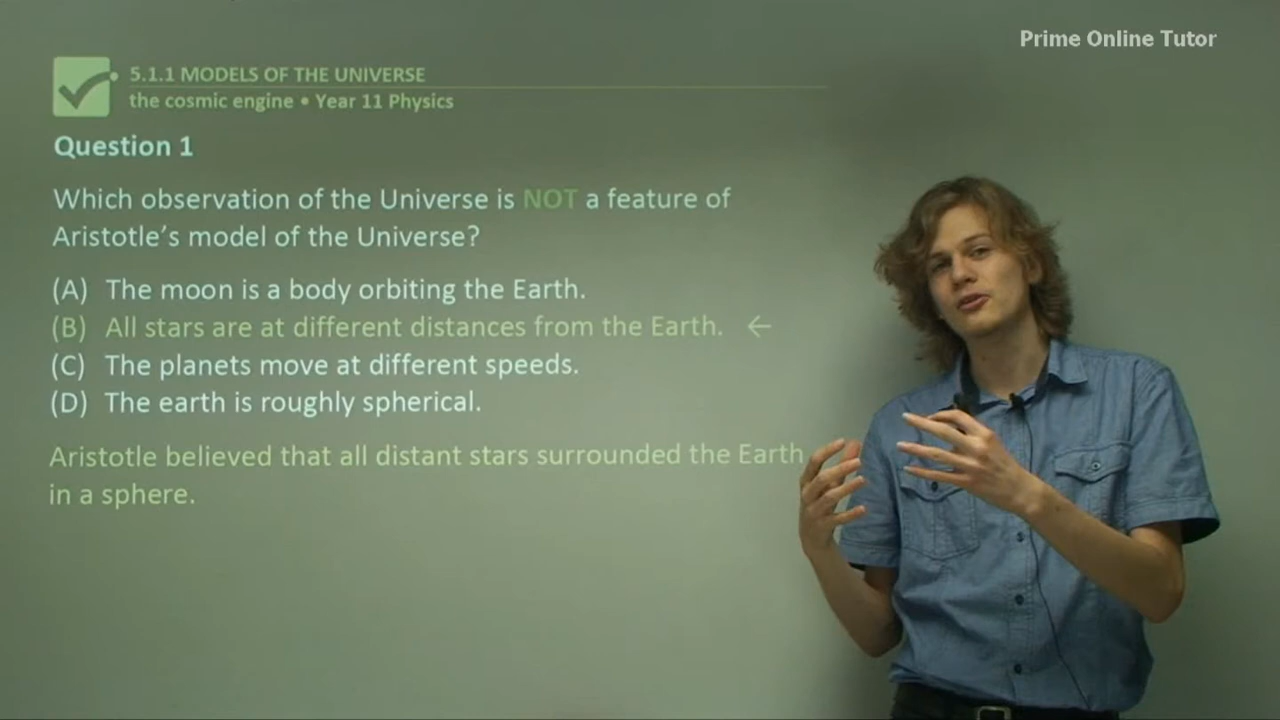 Prime Online Tutor
5.1.1 MODELS OF THE UNIVERSE
the cosmic engine • Year 11 Physics
Question 1
Which observation of the Universe is NOT a feature of
Aristotle's model of the Universe?
(A) The moon is a body orbiting the Earth.
(B) All stars are at different distances from the Earth. ←
(C) The planets move at different speeds.
(D) The earth is roughly spherical.
Aristotle believed that all distant stars surrounded the Earth
in a sphere.